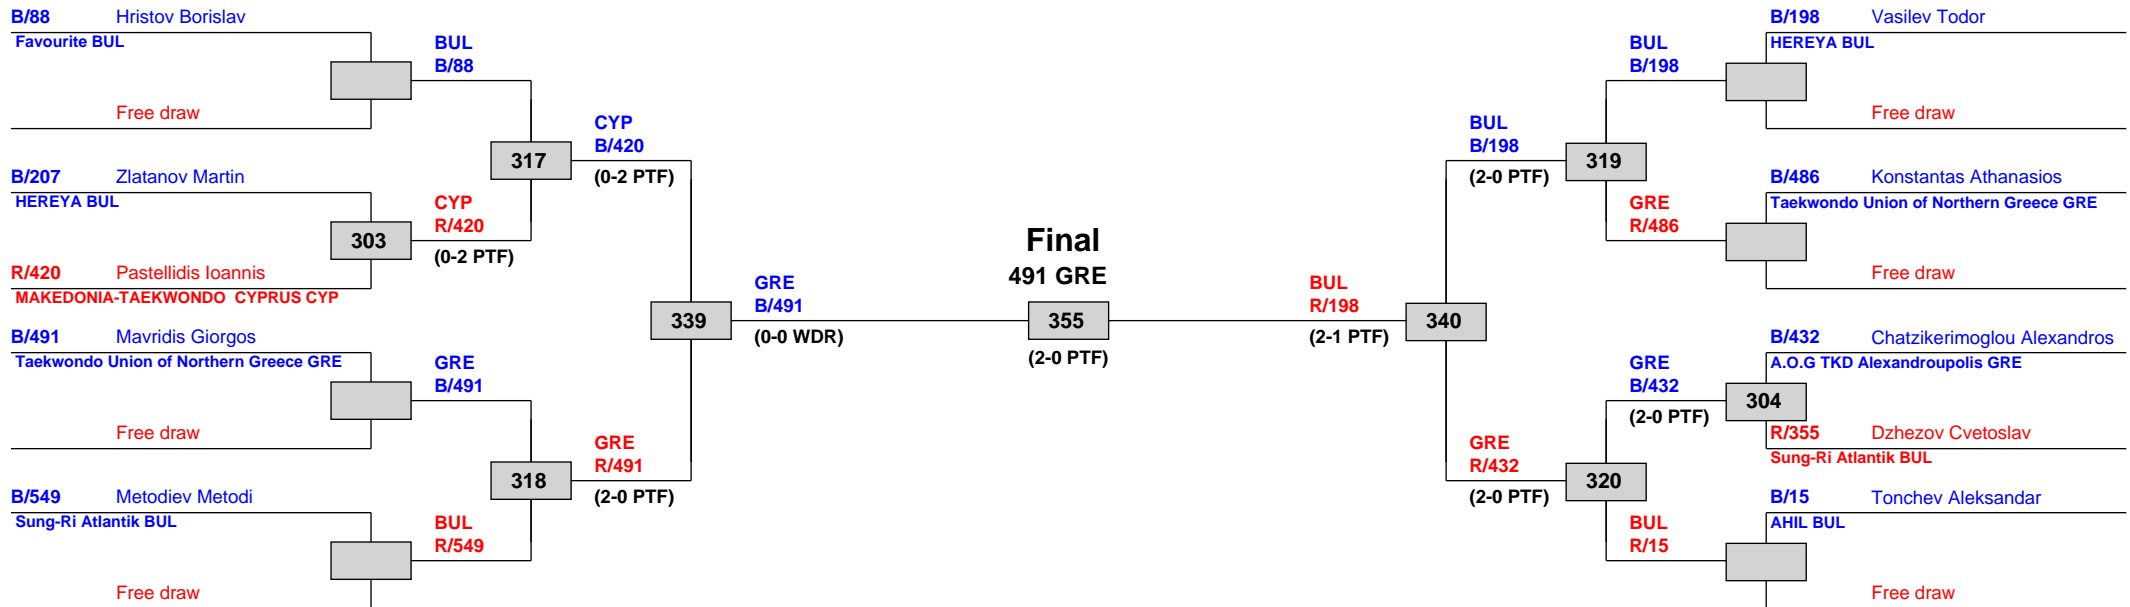 B/88 Hristov Borislav
Favourite BUL
Free draw
B/207 Zlatanov Martin
HEREYA BUL
R/420 Pastellidis Ioannis
MAKEDONIA-TAEKWONDO CYPRUS CYP
B/491 Mavridis Giorgos
Taekwondo Union of Northern Greece GRE
Free draw
B/549 Metodiev Metodi
Sung-Ri Atlantik BUL
Free draw
BUL
B/88
303
CYP
R/420
(0-2 PTF)
GRE
B/491
BUL
R/549
317
CYP
B/420
(0-2 PTF)
318
GRE
R/491
(2-0 PTF)
339
GRE
B/491
(0-0 WDR)
Final
491 GRE
355
(2-0 PTF)
BUL
R/198
(2-1 PTF)
340
BUL
B/198
(2-0 PTF)
319
GRE
R/432
(2-0 PTF)
320
BUL
B/198
GRE
R/486
GRE
B/432
(2-0 PTF)
304
BUL
R/15
B/198 Vasilev Todor
HEREYA BUL
Free draw
B/486 Konstantas Athanasios
Taekwondo Union of Northern Greece GRE
Free draw
B/432 Chatzikerimoglou Alexandros
A.O.G TKD Alexandroupolis GRE
R/355 Dzhezov Cvetoslav
Sung-Ri Atlantik BUL
B/15 Tonchev Aleksandar
AHIL BUL
Free draw